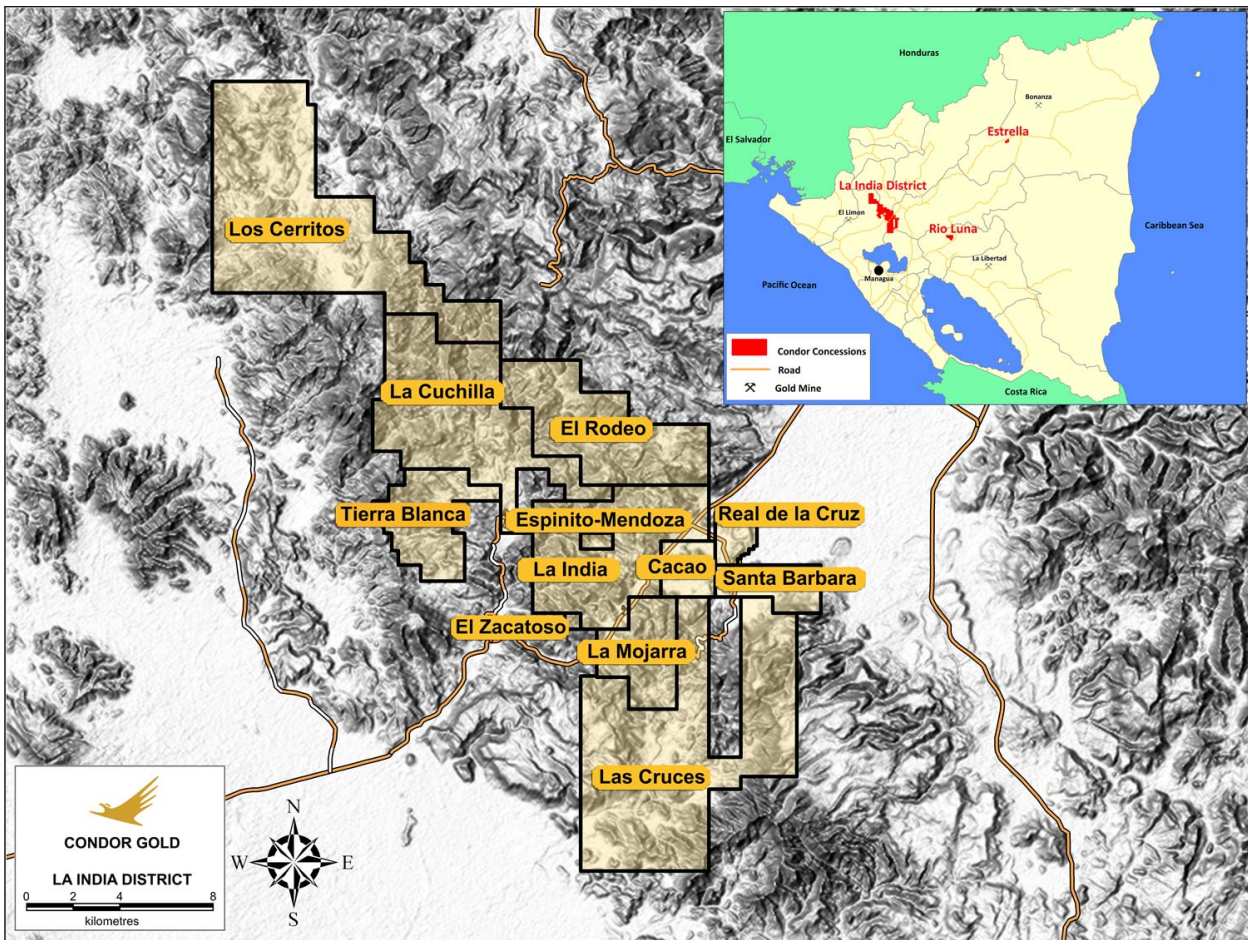 Los Cerritos
La Cuchilla
El Rodeo
Tierra Blanca
Espinito-Mendoza
Real de la Cruz
La India
Cacao
Santa Barbara
El Zacatoso
La Mojarra
Las Cruces
Honduras
Bonanza
El Salvador
Estrella
La India District
El Limon
Rio Luna
Caribbean Sea
La Libertad
Managua
Pacific Ocean
Costa Rica
Condor Concessions
Road
Gold Mine
CONDOR GOLD
LA INDIA DISTRICT
0 2 4 8
kilometres
N
W E
S